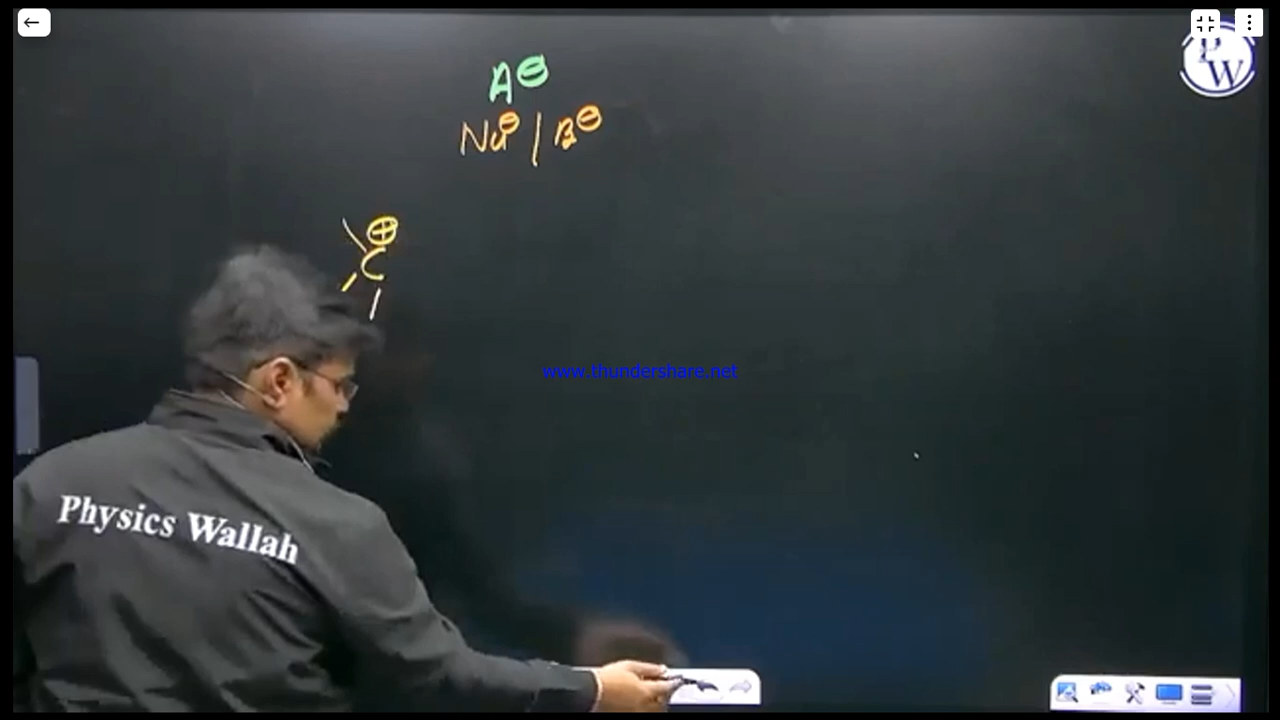 A⊖
Nu⊖ / B⊖
⊕
C
PW
www.thundershare.net
Physics Wallah